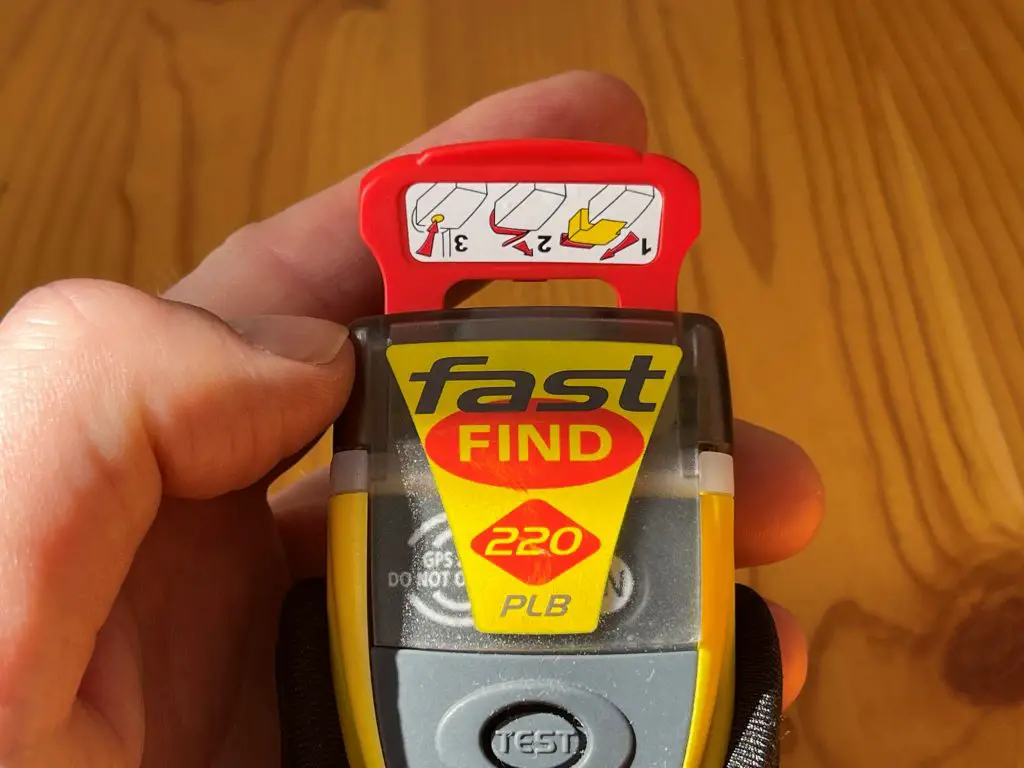 3 2 1
fast
FIND
220
PLB
GPS
DO NOT
TEST